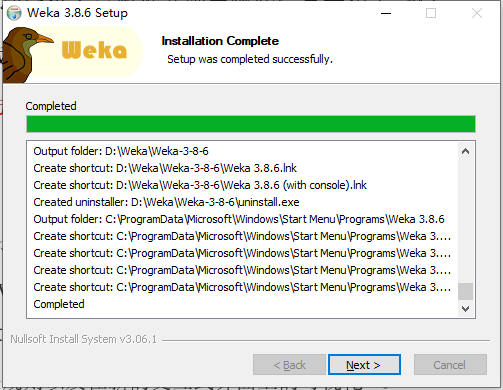 Weka 3.8.6 Setup
Weka
Installation Complete
Setup was completed successfully.
Completed
Output folder: D:\Weka\Weka-3-8-6
Create shortcut: D:\Weka\Weka-3-8-6\Weka 3.8.6.lnk
Create shortcut: D:\Weka\Weka-3-8-6\Weka 3.8.6 (with console).lnk
Created uninstaller: D:\Weka\Weka-3-8-6\uninstall.exe
Output folder: C:\ProgramData\Microsoft\Windows\Start Menu\Programs\Weka 3.8.6
Create shortcut: C:\ProgramData\Microsoft\Windows\Start Menu\Programs\Weka 3....
Create shortcut: C:\ProgramData\Microsoft\Windows\Start Menu\Programs\Weka 3....
Create shortcut: C:\ProgramData\Microsoft\Windows\Start Menu\Programs\Weka 3....
Create shortcut: C:\ProgramData\Microsoft\Windows\Start Menu\Programs\Weka 3....
Completed
Nullsoft Install System v3.06.1
< Back Next > Cancel